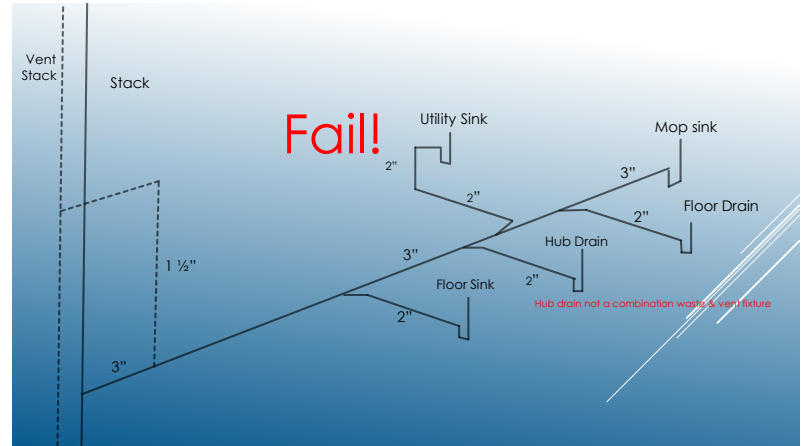 Vent
Stack
Stack
Fail!
Utility Sink
Mop sink
2”
3”
2”
2”
Floor Drain
3”
Hub Drain
1 ½”
2”
Floor Sink
Hub drain not a combination waste & vent fixture
2”
3”